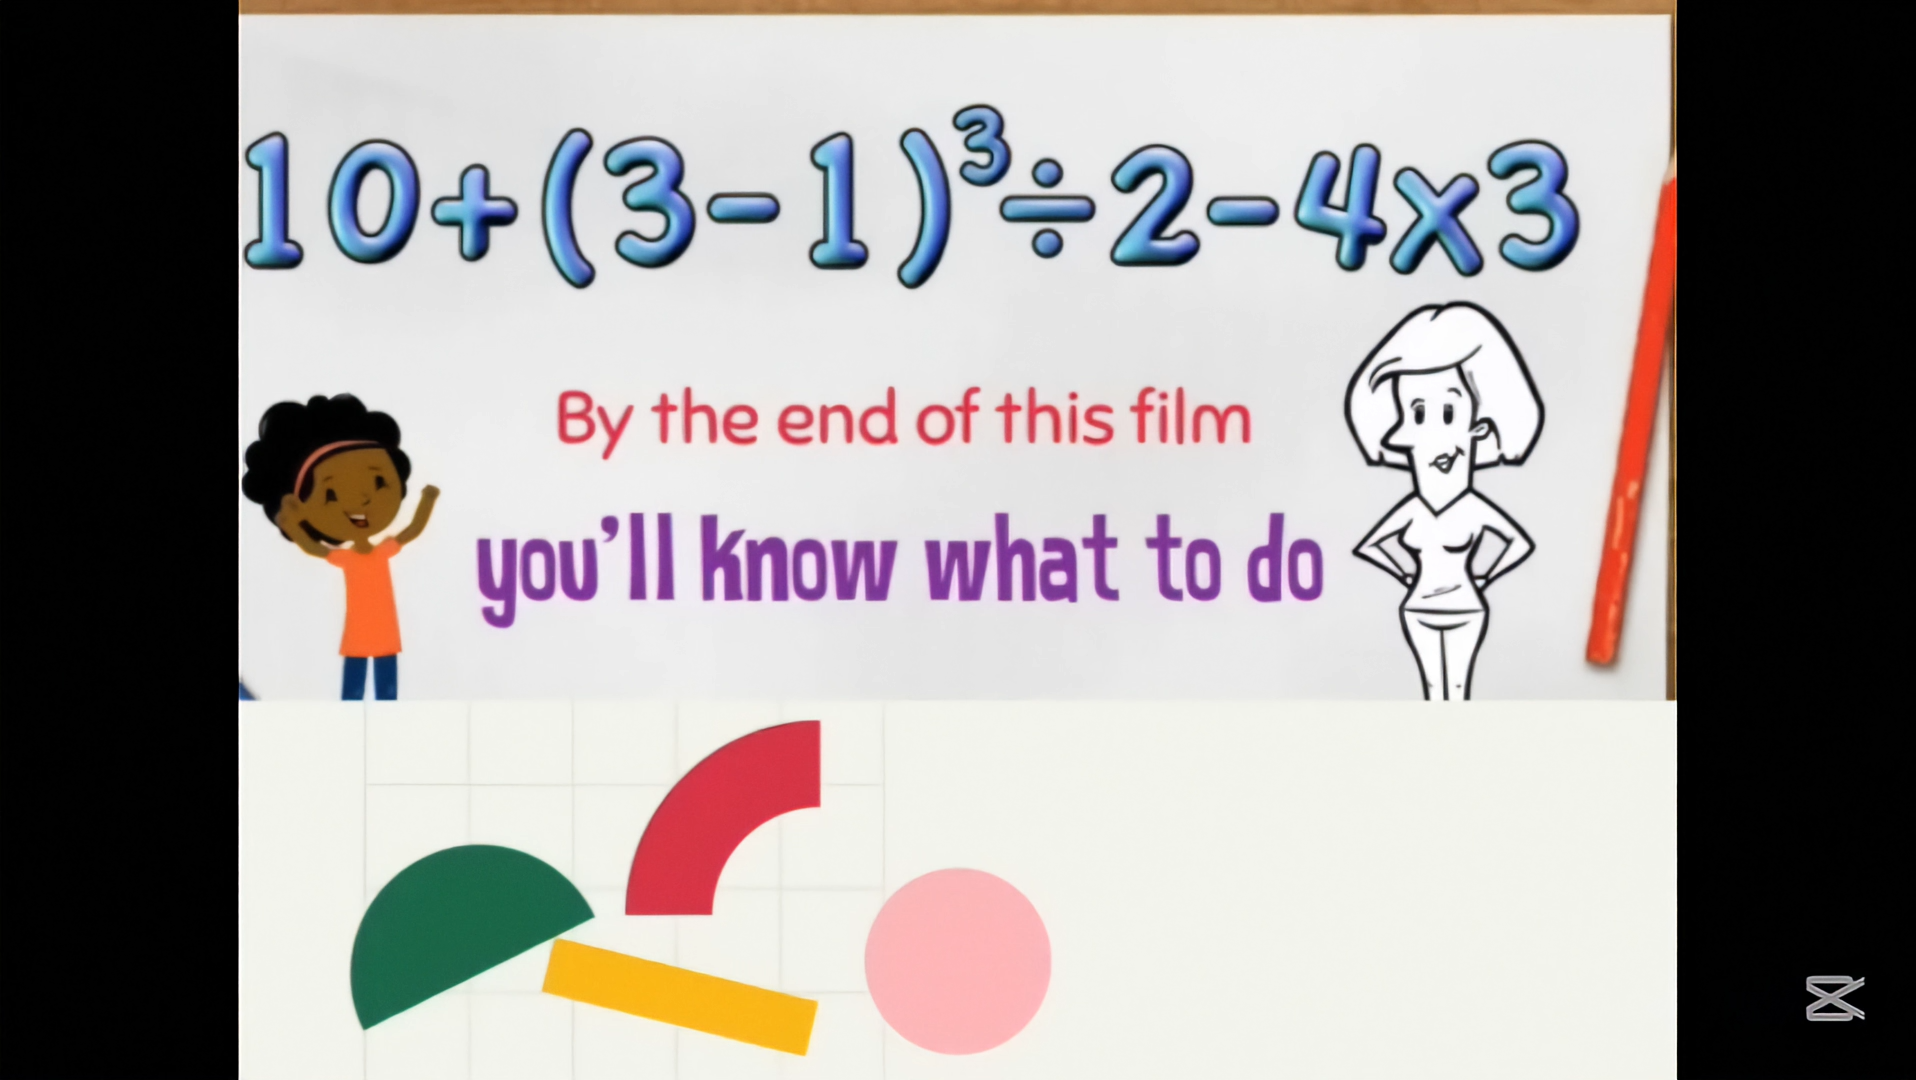 10+(3-1)³÷2-4x3
By the end of this film
you'll know what to do